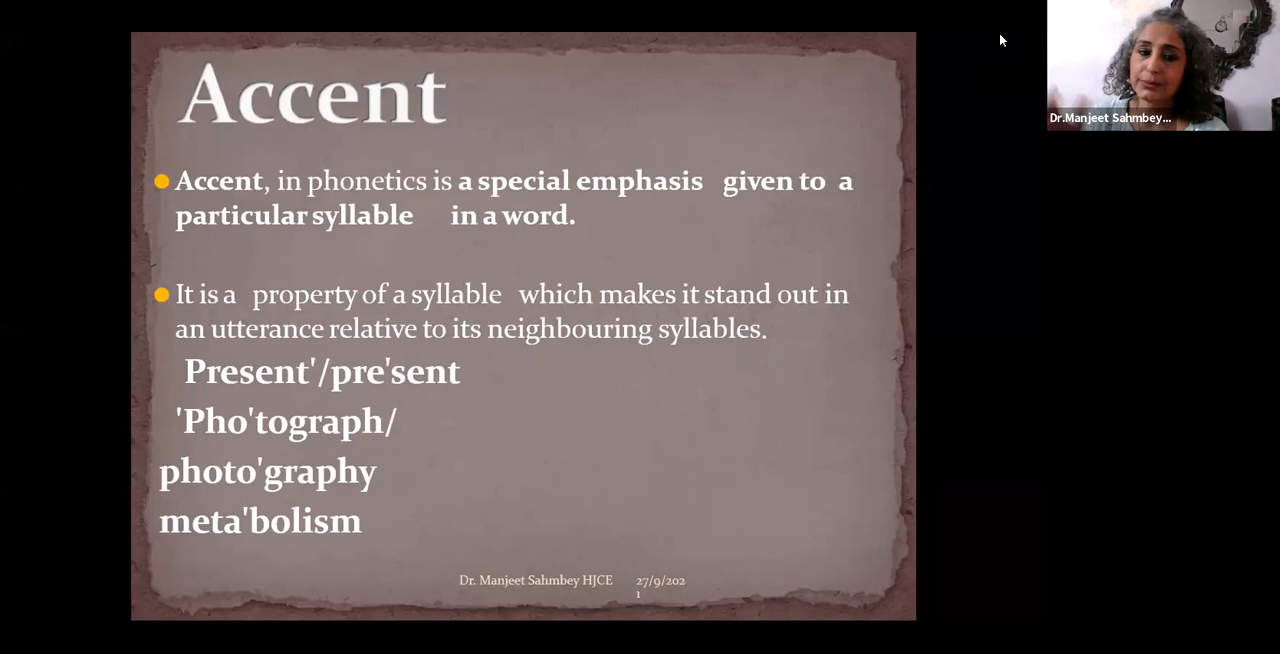 Accent
Accent, in phonetics is a special emphasis given to a
particular syllable in a word.
It is a property of a syllable which makes it stand out in
an utterance relative to its neighbouring syllables.
Present'/pre'sent
'Pho'tograph/
photo'graphy
meta'bolism
Dr. Manjeet Sahmbey HJCE 27/9/202
1
Dr.Manjeet Sahmbey...